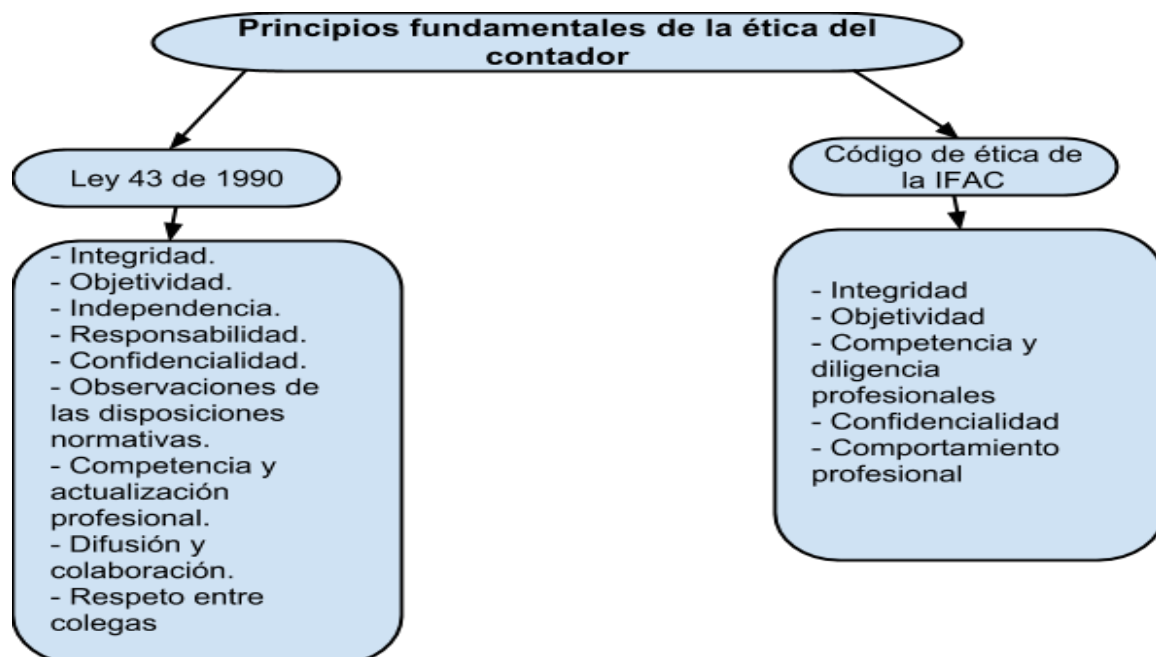 Principios fundamentales de la ética del
contador
Ley 43 de 1990
Código de ética de
la IFAC
- Integridad.
- Objetividad.
- Independencia.
- Responsabilidad.
- Confidencialidad.
- Observaciones de
las disposiciones
normativas.
- Competencia y
actualización
profesional.
- Difusión y
colaboración.
- Respeto entre
colegas
- Integridad
- Objetividad
- Competencia y
diligencia
profesionales
- Confidencialidad
- Comportamiento
profesional